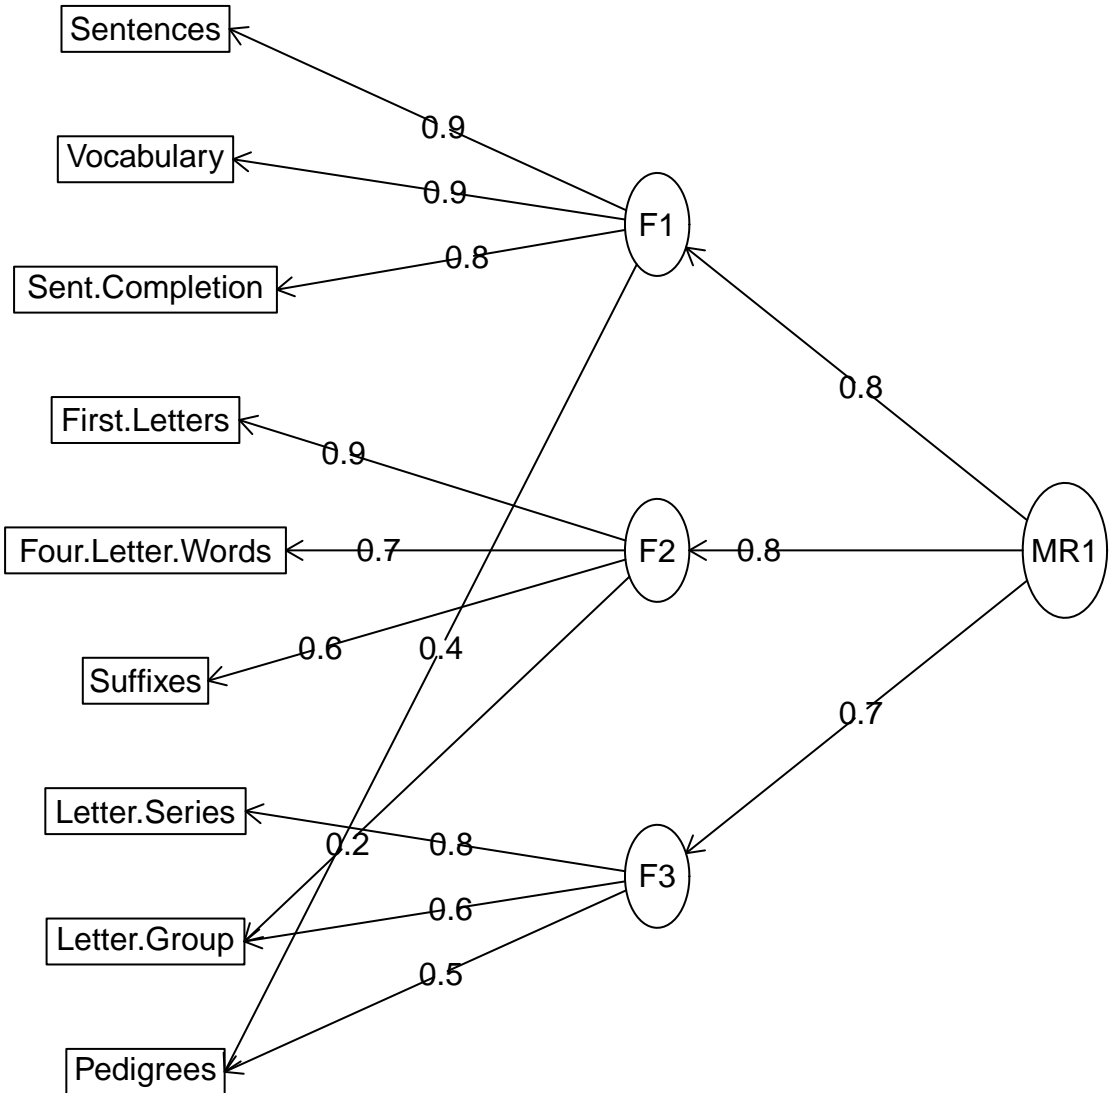 Sentences
0.9
Vocabulary
0.9
F1
0.8
Sent.Completion
0.8
First.Letters
0.9
Four.Letter.Words
0.7
F2
0.8
MR1
0.6
0.4
Suffixes
0.7
Letter.Series
0.2
0.8
F3
0.6
Letter.Group
0.5
Pedigrees